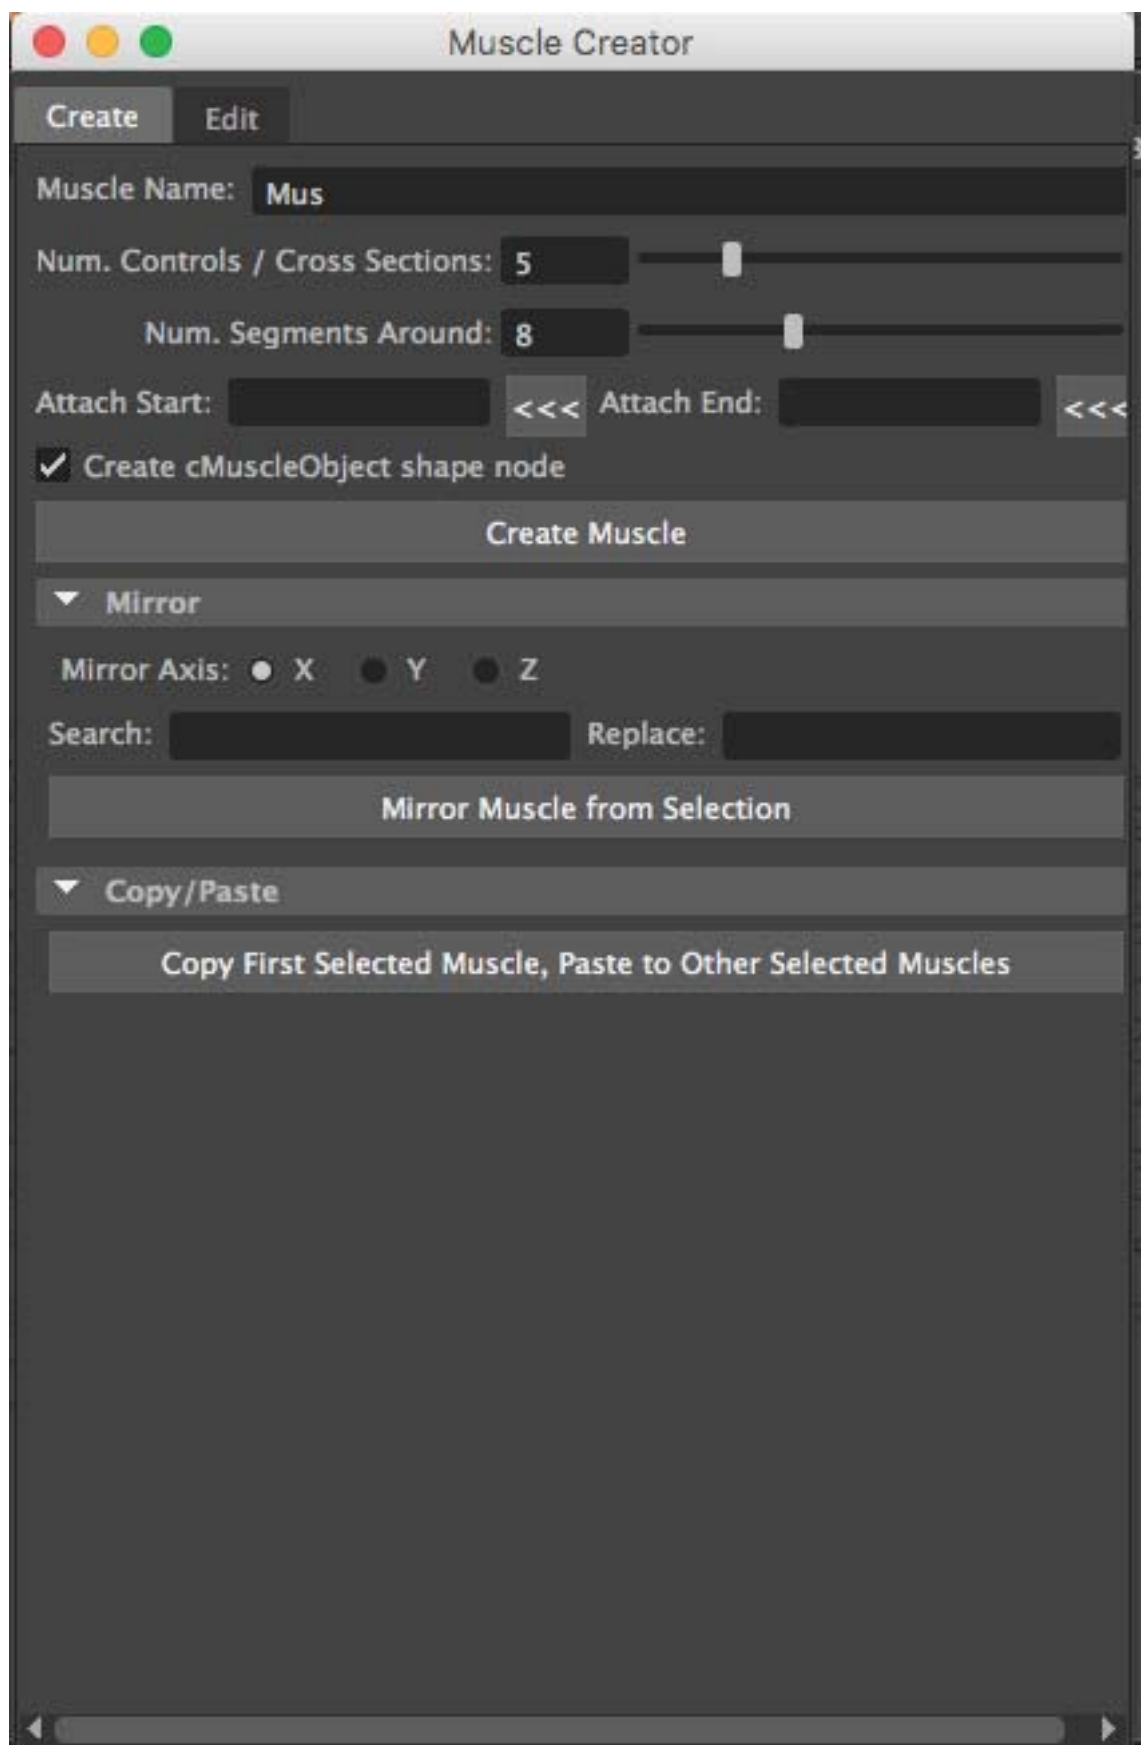 Muscle Creator
Create Edit
Muscle Name: Mus
Num. Controls / Cross Sections: 5
Num. Segments Around: 8
Attach Start: <<< Attach End: <<<
Create cMuscleObject shape node
Create Muscle
Mirror
Mirror Axis: X Y Z
Search: Replace:
Mirror Muscle from Selection
Copy/Paste
Copy First Selected Muscle, Paste to Other Selected Muscles